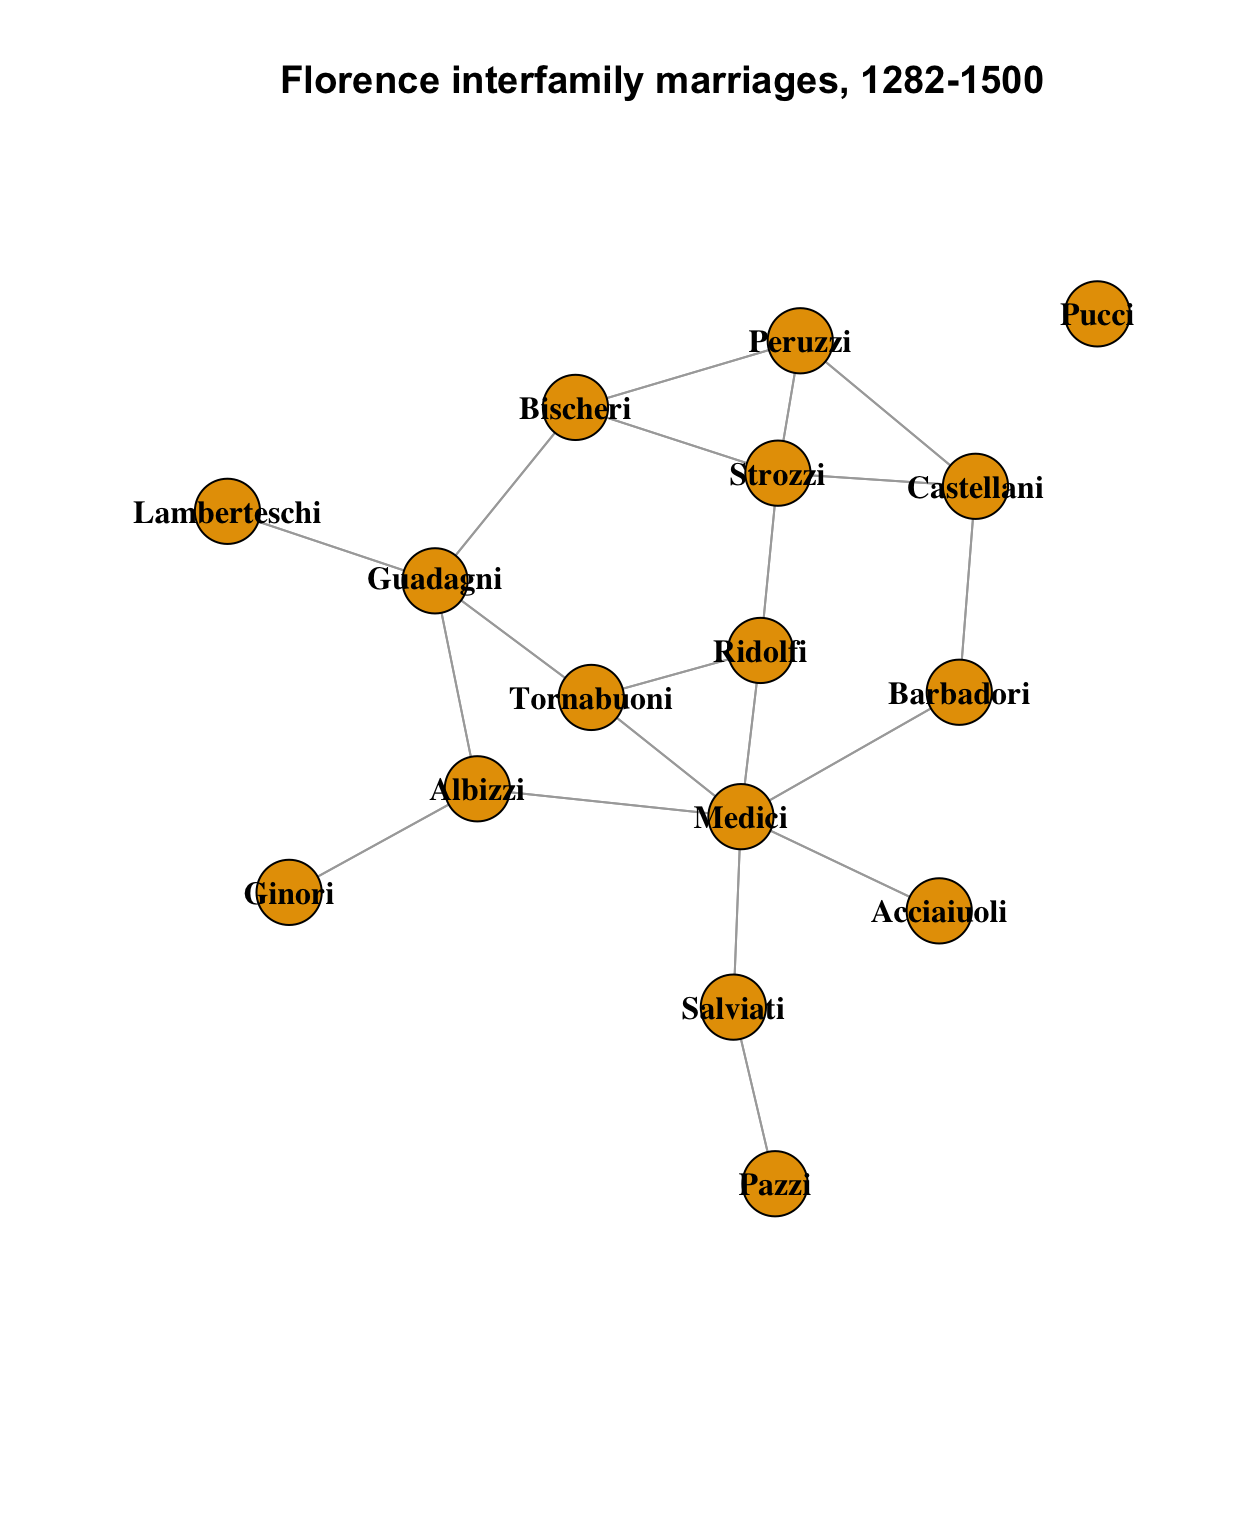 Florence interfamily marriages, 1282-1500
Pucci
Peruzzi
Bischeri
Strozzi
Castellani
Lamberteschi
Guadagni
Ridolfi
Barbadori
Tornabuoni
Albizzi
Medici
Ginori
Acciaiuoli
Salviati
Pazzi